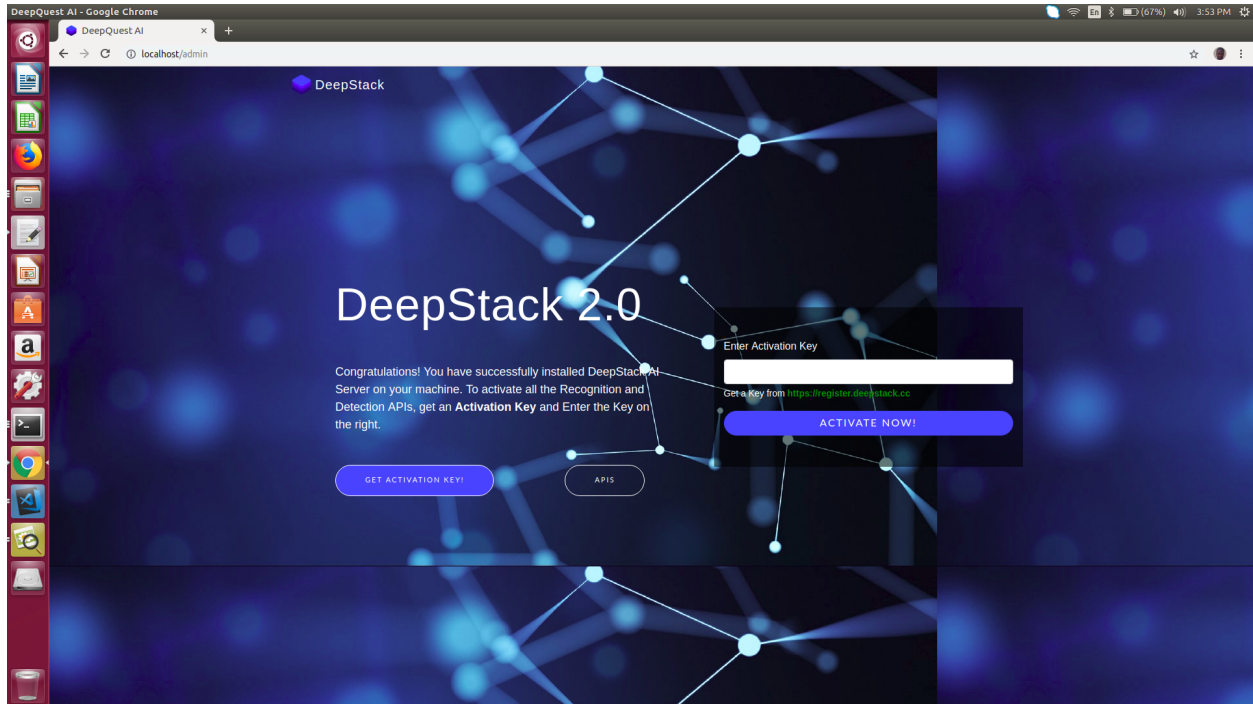 DeepQuest AI - Google Chrome
En
(67%)
3:53 PM
DeepQuest AI
localhost/admin
DeepStack
DeepStack 2.0
Congratulations! You have successfully installed DeepStack AI
Server on your machine. To activate all the Recognition and
Detection APIs, get an Activation Key and Enter the Key on
the right.
GET ACTIVATION KEY!
APIS
Enter Activation Key
Get a Key from https://register.deepstack.cc
ACTIVATE NOW!